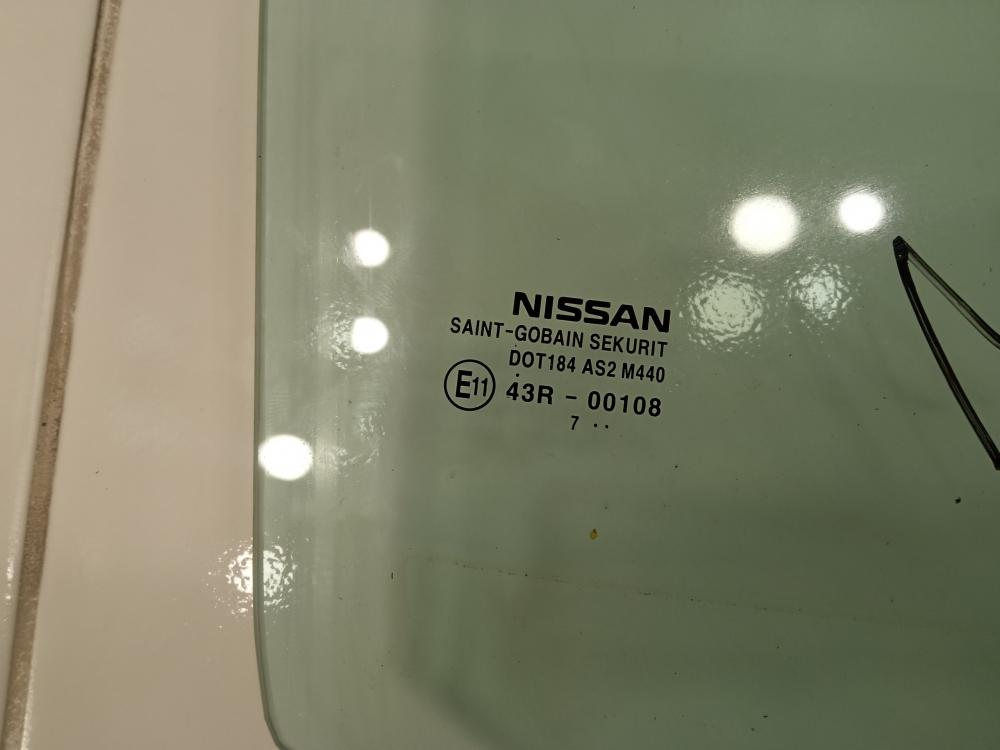 NISSAN
SAINT-GOBAIN SEKURIT
DOT184 AS2 M440
E11 43R - 00108
7 ..